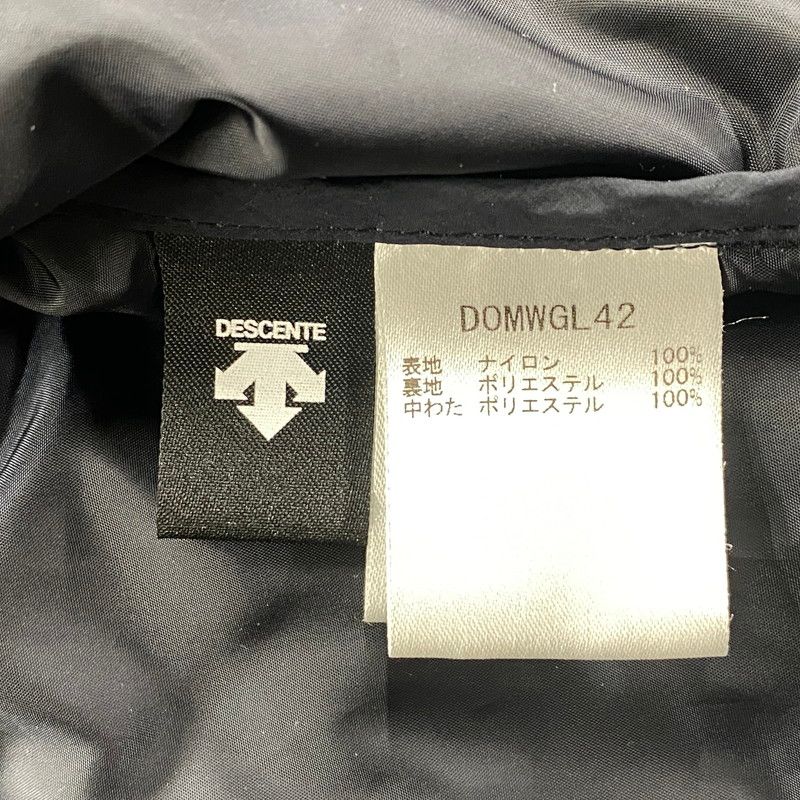 DESCENTE
DOMWGL42
表地 ナイロン 100%
裏地 ポリエステル 100%
中わた ポリエステル 100%